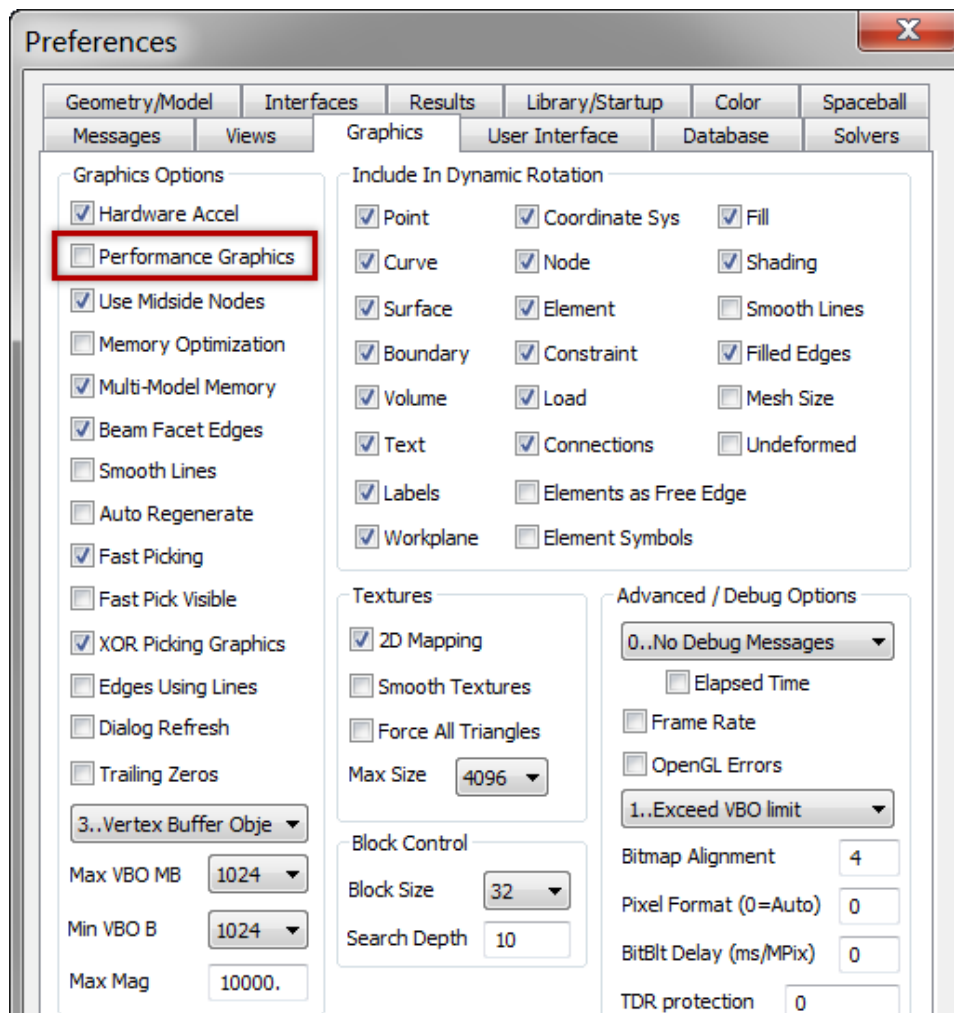 Preferences
X
Geometry/Model Interfaces Results Library/Startup Color Spaceball
Messages Views Graphics User Interface Database Solvers
Graphics Options
Hardware Accel
Performance Graphics
Use Midside Nodes
Memory Optimization
Multi-Model Memory
Beam Facet Edges
Smooth Lines
Auto Regenerate
Fast Picking
Fast Pick Visible
XOR Picking Graphics
Edges Using Lines
Dialog Refresh
Trailing Zeros
3..Vertex Buffer Obje
Max VBO MB 1024
Min VBO B 1024
Max Mag 10000.
Include In Dynamic Rotation
Point Coordinate Sys Fill
Curve Node Shading
Surface Element Smooth Lines
Boundary Constraint Filled Edges
Volume Load Mesh Size
Text Connections Undeformed
Labels Elements as Free Edge
Workplane Element Symbols
Textures
2D Mapping
Smooth Textures
Force All Triangles
Max Size 4096
Block Control
Block Size 32
Search Depth 10
Advanced / Debug Options
0..No Debug Messages
Elapsed Time
Frame Rate
OpenGL Errors
1..Exceed VBO limit
Bitmap Alignment 4
Pixel Format (0=Auto) 0
BitBlt Delay (ms/MPix) 0
TDR protection 0